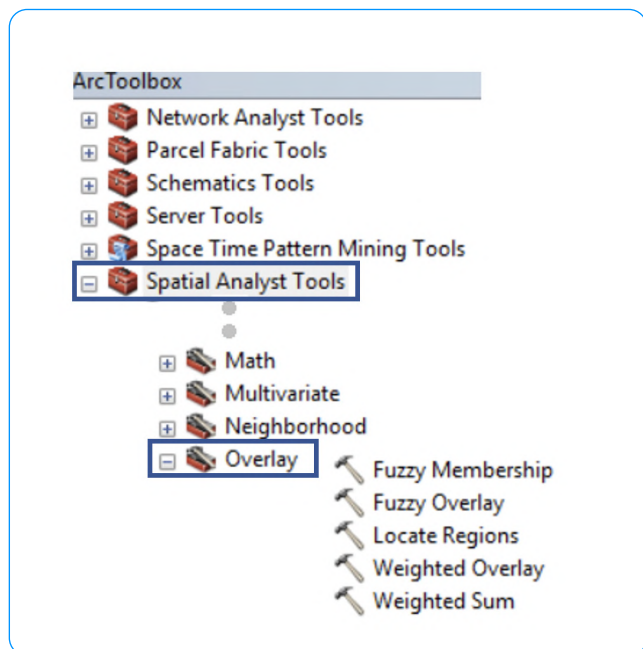 ArcToolbox
Network Analyst Tools
Parcel Fabric Tools
Schematics Tools
Server Tools
Space Time Pattern Mining Tools
Spatial Analyst Tools
Math
Multivariate
Neighborhood
Overlay
Fuzzy Membership
Fuzzy Overlay
Locate Regions
Weighted Overlay
Weighted Sum